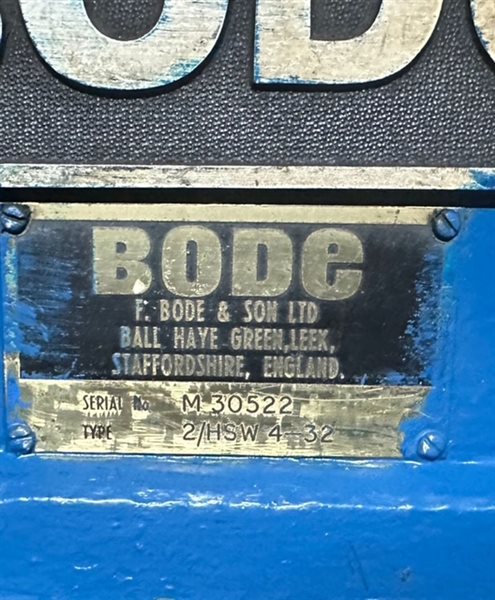 BODe
F. BODE & SON LTD
BALL HAYE GREEN, LEEK,
STAFFORDSHIRE, ENGLAND.
SERIAL No. M 30522
TYPE 2/HSW 4-32